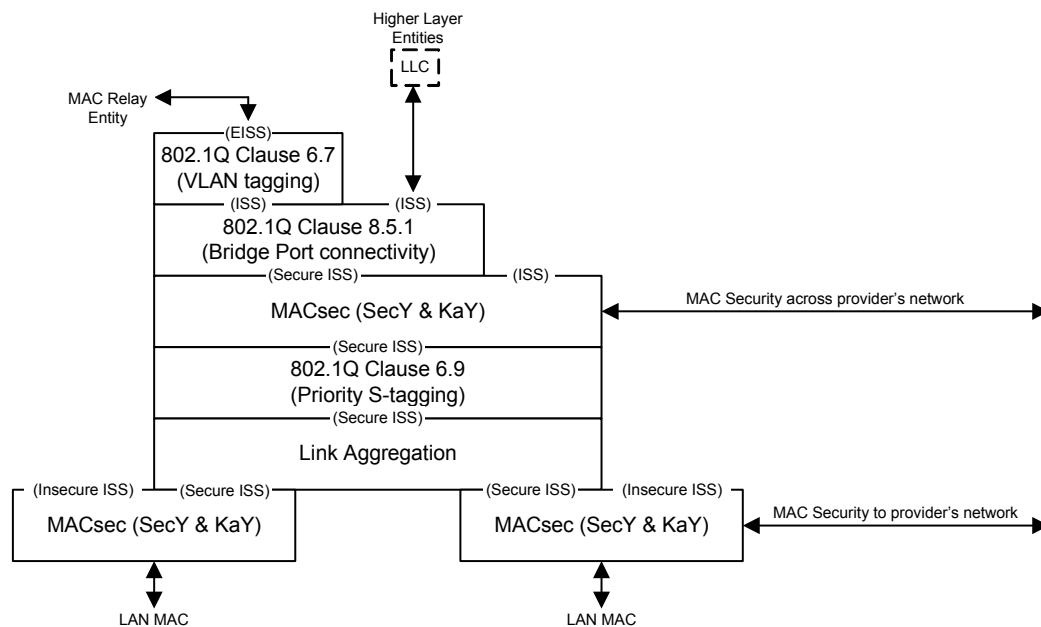 Higher Layer
Entities
LLC
MAC Relay
Entity
(EISS)
802.1Q Clause 6.7
(VLAN tagging)
(ISS)
(ISS)
802.1Q Clause 8.5.1
(Bridge Port connectivity)
(Secure ISS)
(ISS)
MACsec (SecY & KaY)
MAC Security across provider's network
(Secure ISS)
802.1Q Clause 6.9
(Priority S-tagging)
(Secure ISS)
Link Aggregation
(Insecure ISS)
(Secure ISS)
(Secure ISS)
(Insecure ISS)
MACsec (SecY & KaY)
MACsec (SecY & KaY)
MAC Security to provider's network
LAN MAC
LAN MAC